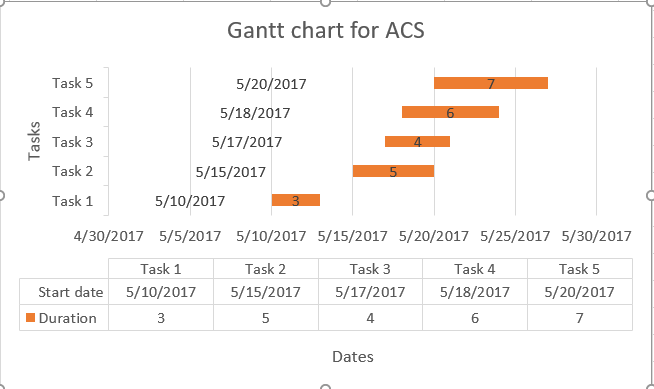 Gantt chart for ACS
Tasks
Task 5 5/20/2017 7
Task 4 5/18/2017 6
Task 3 5/17/2017 4
Task 2 5/15/2017 5
Task 1 5/10/2017 3
4/30/2017 5/5/2017 5/10/2017 5/15/2017 5/20/2017 5/25/2017 5/30/2017
Task 1 Task 2 Task 3 Task 4 Task 5
Start date 5/10/2017 5/15/2017 5/17/2017 5/18/2017 5/20/2017
Duration 3 5 4 6 7
Dates